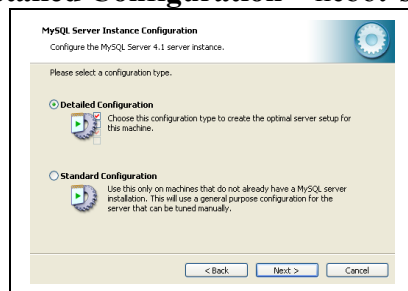 MySQL Server Instance Configuration
Configure the MySQL Server 4.1 server instance.
Please select a configuration type.
Detailed Configuration
Choose this configuration type to create the optimal server setup for
this machine.
Standard Configuration
Use this only on machines that do not already have a MySQL server
installation. This will use a general purpose configuration for the
server that can be tuned manually.
< Back
Next >
Cancel